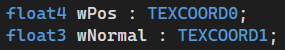 float4 wPos : TEXCOORD0;
float3 wNormal : TEXCOORD1;